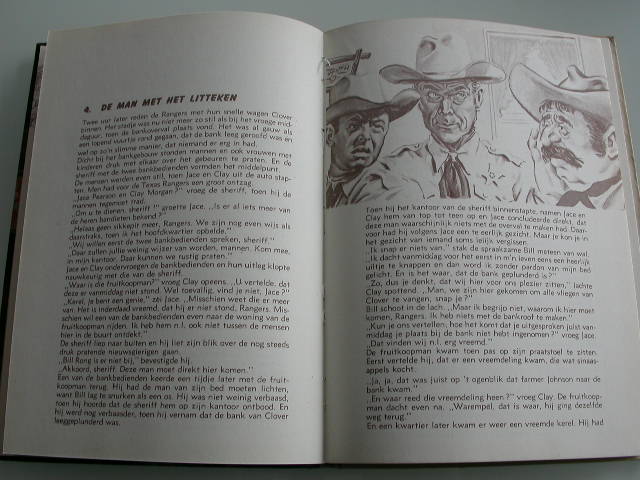 4. DE MAN MET HET LITTEKEN
Twee uur later reden de Rangers met hun snelle wagen Clover
binnen. Het stadje was nu niet meer zo stil als bij het vroege mid-
daguur, toen de bankoverval plaats vond. Het was al gauw als
een lopend vuurtje rond gegaan, dat de bank leeg geroofd was en
wel op zo'n slimme manier, dat niemand er erg in had.
Dicht bij het bankgebouw stonden mannen en ook vrouwen met
kinderen druk met elkaar over het gebeurde te praten. En de
sheriff met de twee bankbedienden vormden het middelpunt.
De mensen werden even stil, toen Jace en Clay uit de auto stap-
ten. Men had voor de Texas Rangers een groot ontzag.
„Jace Pearson en Clay Morgan?" vroeg de sheriff, toen hij de
mannen tegemoet trad.
„Om u te dienen, sheriff", groette Jace. „Is er al iets meer van
de heren bandieten bekend?"
„Helaas geen sikkepit meer, Rangers. We zijn nog even wijs als
daarstraks, toen ik het hoofdkwartier opbelde."
„Wij willen eerst de twee bankbedienden spreken, sheriff."
„Daar zullen jullie weinig wijzer van worden, mannen. Kom mee,
in mijn kantoor. Daar kunnen we rustig praten."
Jace en Clay ondervroegen de bankbedienden en hun uitleg klopte
nauwkeurig met die van de sheriff.
„Waar is die fruitkoopman?" vroeg Clay opeens. „U vertelde, dat
deze er vanmiddag niet stond. Wel toevallig, vind je niet, Jace?"
„Kerel, je bent een genie," zei Jace. „Misschien weet die er meer
van. Het is inderdaad vreemd, dat hij er niet stond, Rangers. Mis-
schien wil een van de bankbedienden even naar de woning van de
fruitkoopman rijden. Ik heb hem n.l. ook niet tussen de mensen
hier in de buurt ontdekt."
De sheriff liep naar buiten en hij liet zijn blik over de nog steeds
druk pratende nieuwsgierigen gaan.
is er niet bij," bevestigde hij.
„Akkoord, sheriff. Deze man moet direkt hier komen."
Een van de bankbedienden keerde een tijdje later met de fruit-
koopman terug. Hij had de man van zijn bed moeten lichten,
want Bill lag te snurken als een os. Hij was niet weinig verbaasd,
toen hij hoorde dat de sheriff hem op zijn kantoor ontbood. En
hij werd nog verbaasder, toen hij vernam dat de bank van Clover
leeggeplunderd was.
Toen hij het kantoor van de sheriff binnenstapte, namen Jace en
Clay hem van top tot teen op en Jace concludeerde direkt, dat
deze man waarschijnlijk niets met de overval te maken had. Daar-
voor had hij volgens Jace een te eerlijk gezicht. Maar je kon je in
het gezicht van iemand soms lelijk vergissen.
„Ik snap er niets van," stak de spraakzame Bill meteen van wal.
„Ik dacht vanmiddag voor het eerst in m'n leven eens een heerlijk
uiltje te knappen en dan word ik zonder pardon van mijn bed
gelicht. En is het waar, dat de bank geplunderd is?"
„Zo, dus je denkt, dat wij hier voor ons plezier zitten," lachte
Clay spottend. „Man, we zijn hier gekomen om alle vliegen van
Clover te vangen, snap je?"
Bill schoot in de lach. „Maar ik begrijp niet, waarom ik hier moet
komen, Rangers. Ik heb niets met de bankroof te maken."
„Kun je ons vertellen, hoe het komt dat je uitgesproken juist van-
middag je plaats bij de bank niet hebt ingenomen?" vroeg Jace.
„Dat vinden wij n.l. erg vreemd."
De fruitkoopman kwam pas op zijn praatstoel te zitten.
Eerst vertelde hij, dat er een vreemdeling kwam, die wat sinaas-
appels kocht.
„Ja, ja, dat was juist op 't ogenblik dat farmer Johnson naar de
bank kwam."
„En waar reed die vreemdeling heen?" vroeg Clay. De fruitkoop-
man dacht even na. „Warempel, dat is waar, hij ging dezelfde
weg terug."
En een kwartier later kwam er weer een vreemde kerel. Hij had